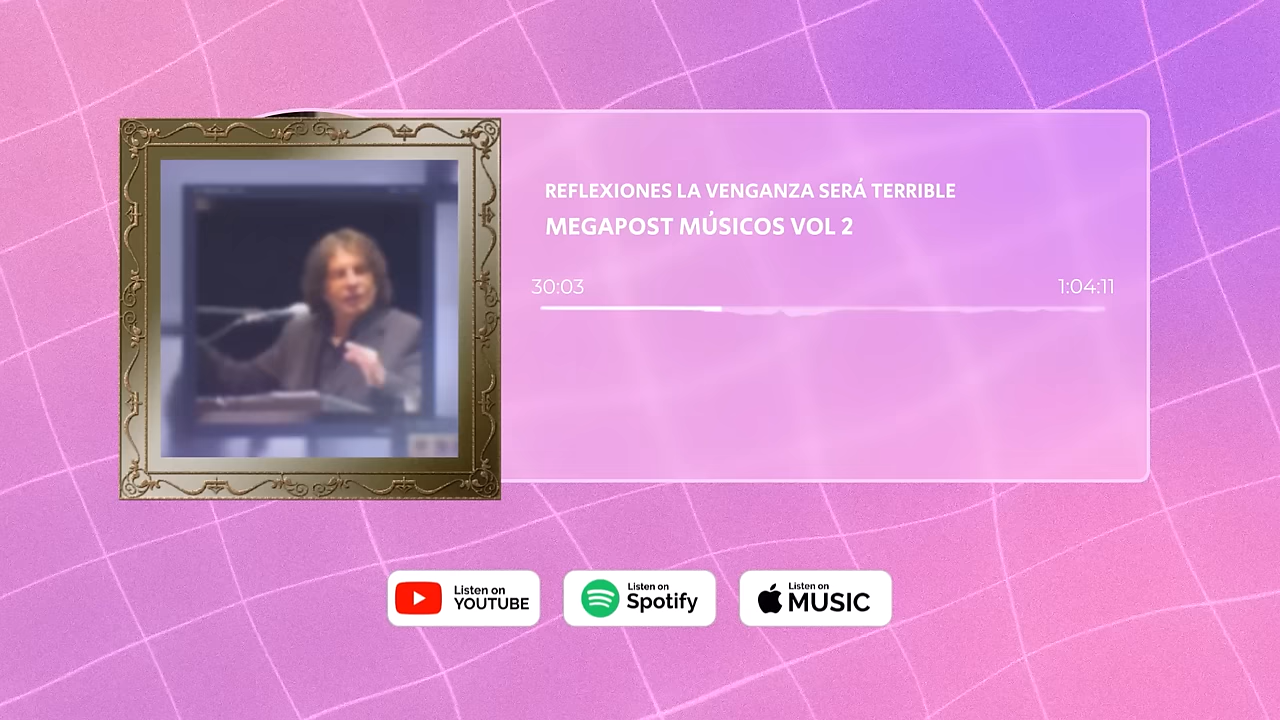 REFLEXIONES LA VENGANZA SERÁ TERRIBLE
MEGAPOST MÚSICOS VOL 2
30:03
1:04:11
Listen on
YOUTUBE
Listen on
Spotify
Listen on
MUSIC